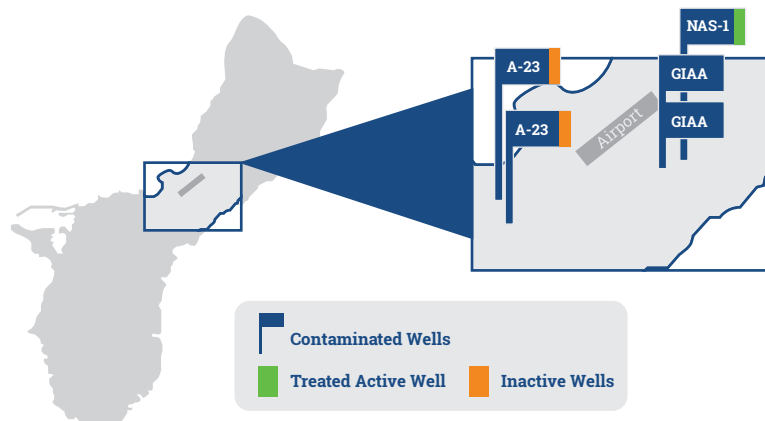 NAS-1
A-23
GIAA
A-23
GIAA
Airport
Contaminated Wells
Treated Active Well
Inactive Wells